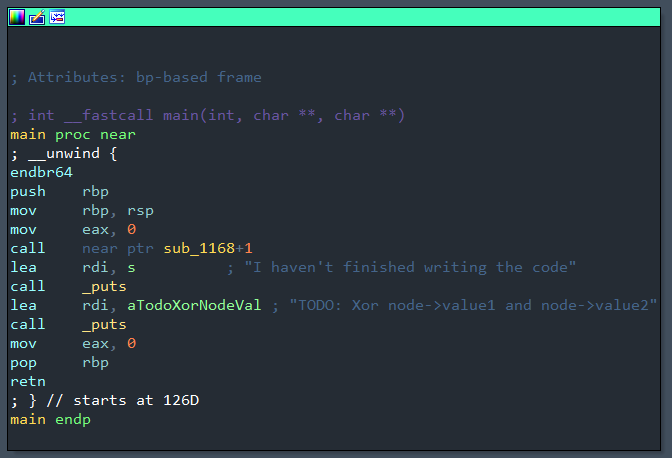 ; Attributes: bp-based frame
; int __fastcall main(int, char **, char **)
main proc near
; __unwind {
endbr64
push    rbp
mov     rbp, rsp
mov     eax, 0
call    near ptr sub_1168+1
lea     rdi, s          ; "I haven't finished writing the code"
call    _puts
lea     rdi, aTodoXorNodeVal ; "TODO: Xor node->value1 and node->value2"
call    _puts
mov     eax, 0
pop     rbp
retn
; } // starts at 126D
main endp